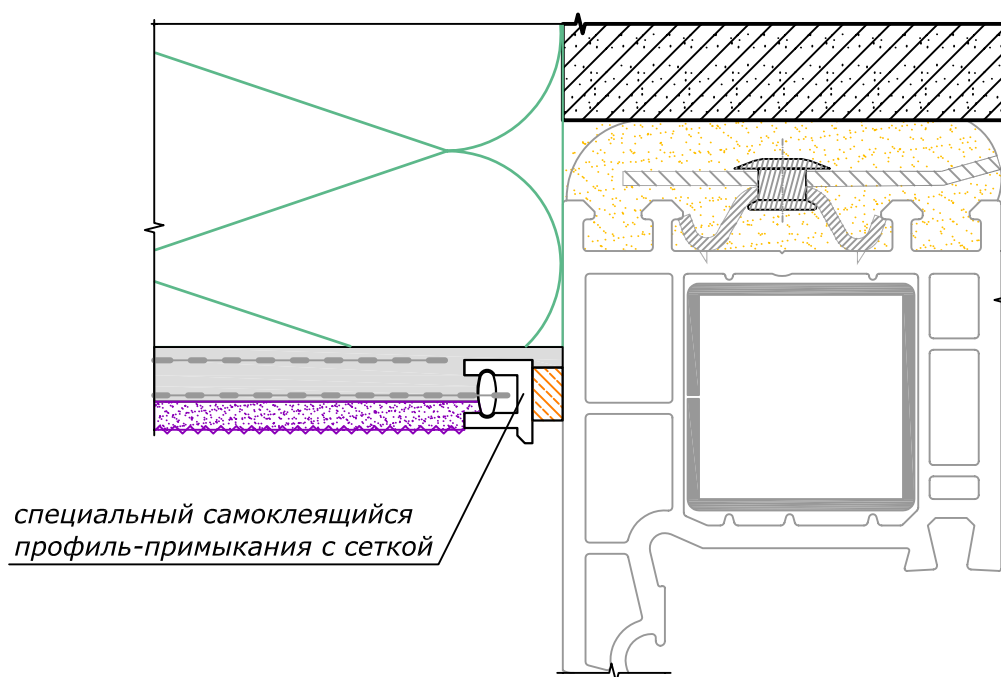 специальный самоклеящийся
профиль-примыкания с сеткой